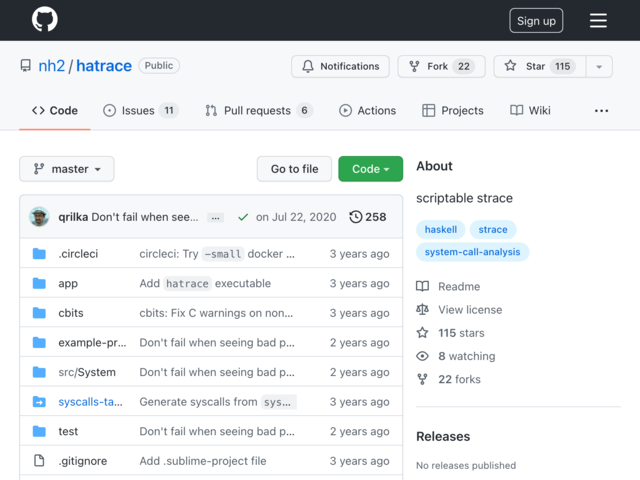 Sign up
nh2 / hatrace Public
Notifications
Fork 22
Star 115
Code
Issues 11
Pull requests 6
Actions
Projects
Wiki
...
master
Go to file
Code
qrilka Don't fail when see... ... on Jul 22, 2020 258
.circleci circleci: Try -small docker ... 3 years ago
app Add hatrace executable 3 years ago
cbits cbits: Fix C warnings on non... 3 years ago
example-pr... Don't fail when seeing bad p... 2 years ago
src/System Don't fail when seeing bad p... 2 years ago
syscalls-ta... Generate syscalls from sys... 3 years ago
test Don't fail when seeing bad p... 2 years ago
.gitignore Add .sublime-project file 3 years ago
About
scriptable strace
haskell strace
system-call-analysis
Readme
View license
115 stars
8 watching
22 forks
Releases
No releases published